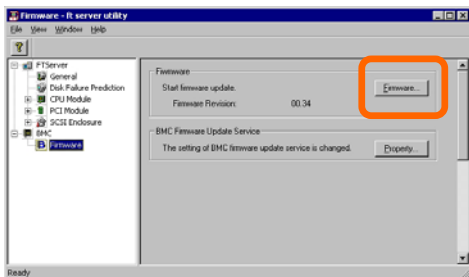 Firmware - ft server utility
File View Window Help
?
FTServer
General
Disk Failure Prediction
CPU Module
PCI Module
SCSI Enclosure
BMC
Firmware
Firmware
Start firmware update.
Firmware Revision: 00.34
Firmware...
BMC Firmware Update Service
The setting of BMC firmware update service is changed.
Property...
Ready